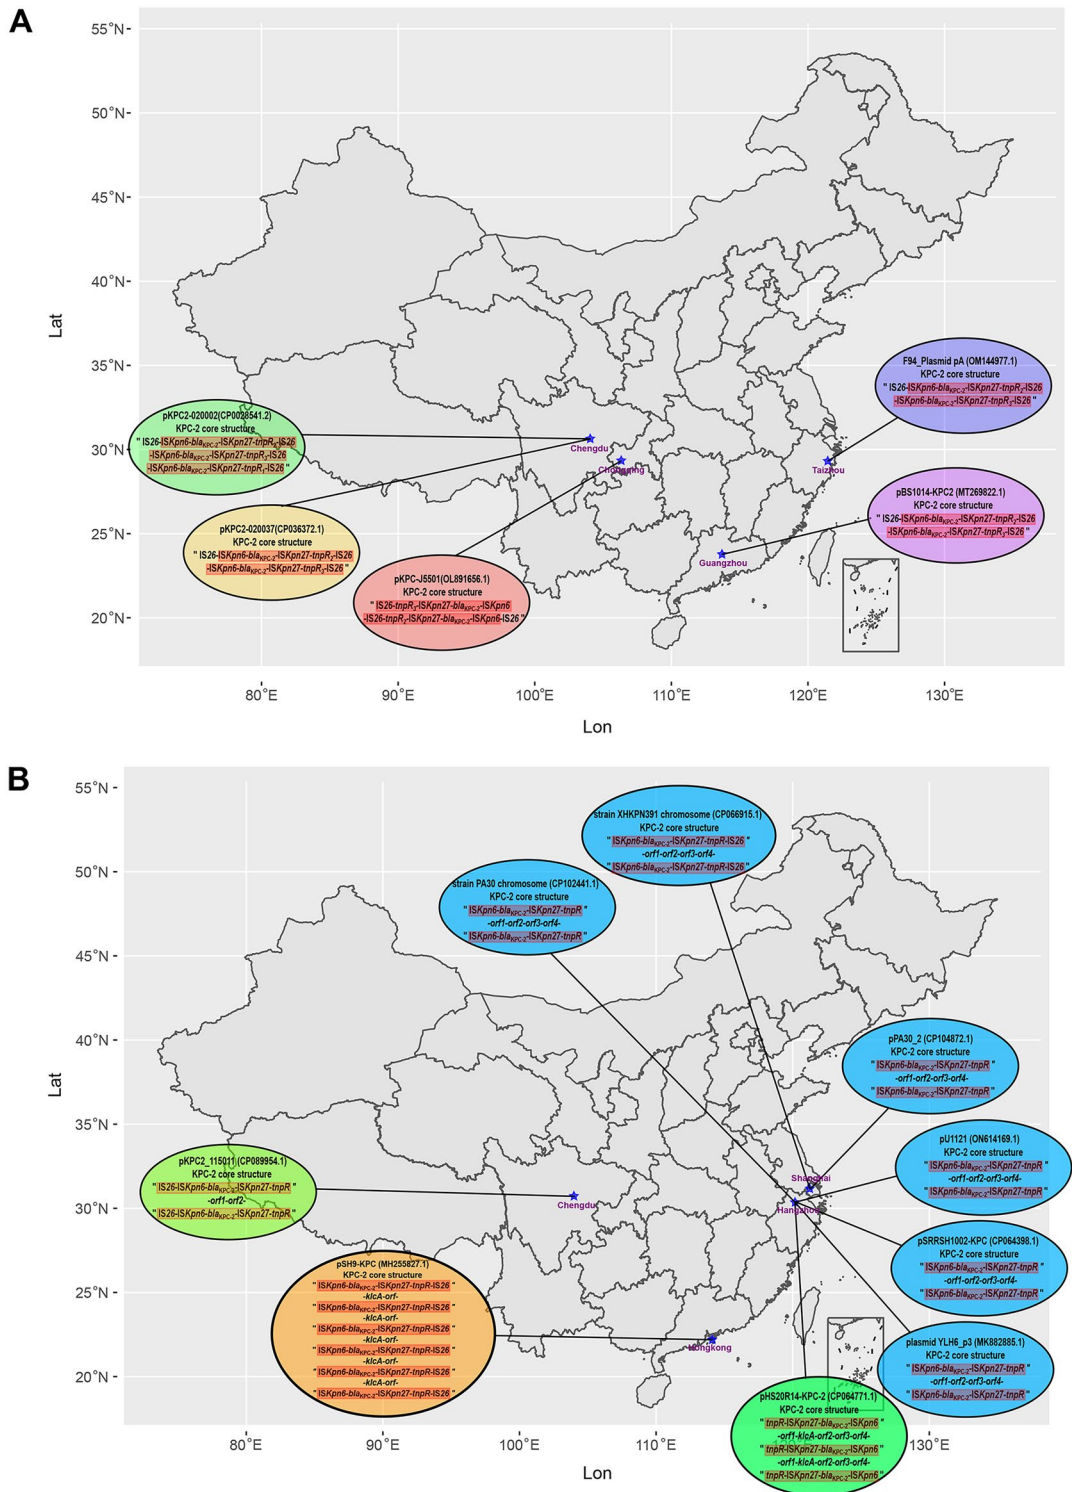 A
55°N
50°N
45°N
40°N
35°N
30°N
25°N
20°N
Lat
80°E
90°E
100°E
110°E
120°E
130°E
Lon
F94_Plasmid pA (OM144977.1)
KPC-2 core structure
" IS26-ISKpn6-blaKPC-2-ISKpn27-tnpR2-IS26
-ISKpn6-blaKPC-2-ISKpn27-tnpR2-IS26 "
pKPC2-020002(CP0028541.2)
KPC-2 core structure
" IS26-ISKpn6-blaKPC-2-ISKpn27-tnpR1-IS26
-ISKpn6-blaKPC-2-ISKpn27-tnpR1-IS26
-ISKpn6-blaKPC-2-ISKpn27-tnpR1-IS26 "
Chengdu
Chongqing
Taizhou
pBS1014-KPC2 (MT269822.1)
KPC-2 core structure
" IS26-ISKpn6-blaKPC-2-ISKpn27-tnpR2-IS26
-ISKpn6-blaKPC-2-ISKpn27-tnpR2-IS26 "
pKPC2-020037(CP036372.1)
KPC-2 core structure
" IS26-ISKpn6-blaKPC-2-ISKpn27-tnpR2-IS26
-ISKpn6-blaKPC-2-ISKpn27-tnpR2-IS26 "
Guangzhou
pKPC-J5501(OL891656.1)
KPC-2 core structure
" IS26-tnpR3-ISKpn27-blaKPC-2-ISKpn6
-IS26-tnpR2-ISKpn27-blaKPC-2-ISKpn6-IS26 "
B
55°N
50°N
45°N
40°N
35°N
30°N
25°N
20°N
Lat
80°E
90°E
100°E
110°E
130°E
Lon
strain XHKPN391 chromosome (CP066915.1)
KPC-2 core structure
" ISKpn6-blaKPC-2-ISKpn27-tnpR-IS26 "
-orf1-orf2-orf3-orf4-
" ISKpn6-blaKPC-2-ISKpn27-tnpR-IS26 "
strain PA30 chromosome (CP102441.1)
KPC-2 core structure
" ISKpn6-blaKPC-2-ISKpn27-tnpR "
-orf1-orf2-orf3-orf4-
" ISKpn6-blaKPC-2-ISKpn27-tnpR "
pPA30_2 (CP104872.1)
KPC-2 core structure
" ISKpn6-blaKPC-2-ISKpn27-tnpR "
-orf1-orf2-orf3-orf4-
" ISKpn6-blaKPC-2-ISKpn27-tnpR "
pU1121 (ON614169.1)
KPC-2 core structure
" ISKpn6-blaKPC-2-ISKpn27-tnpR "
-orf1-orf2-orf3-orf4-
" ISKpn6-blaKPC-2-ISKpn27-tnpR "
pKPC2_115011 (CP089954.1)
KPC-2 core structure
" IS26-ISKpn6-blaKPC-2-ISKpn27-tnpR "
-orf1-orf2-
" IS26-ISKpn6-blaKPC-2-ISKpn27-tnpR "
Chengdu
Shanghai
Hangzhou
pSRRSH1002-KPC (CP064398.1)
KPC-2 core structure
" ISKpn6-blaKPC-2-ISKpn27-tnpR "
-orf1-orf2-orf3-orf4-
" ISKpn6-blaKPC-2-ISKpn27-tnpR "
pSH9-KPC (MH255827.1)
KPC-2 core structure
" ISKpn6-blaKPC-2-ISKpn27-tnpR-IS26 "
-klcA-orf-
" ISKpn6-blaKPC-2-ISKpn27-tnpR-IS26 "
-klcA-orf-
" ISKpn6-blaKPC-2-ISKpn27-tnpR-IS26 "
-klcA-orf-
" ISKpn6-blaKPC-2-ISKpn27-tnpR-IS26 "
-klcA-orf-
" ISKpn6-blaKPC-2-ISKpn27-tnpR-IS26 "
-klcA-orf-
" ISKpn6-blaKPC-2-ISKpn27-tnpR-IS26 "
Hongkong
plasmid YLH6_p3 (MK882885.1)
KPC-2 core structure
" ISKpn6-blaKPC-2-ISKpn27-tnpR "
-orf1-orf2-orf3-orf4-
" ISKpn6-blaKPC-2-ISKpn27-tnpR "
pHS20R14-KPC-2 (CP064771.1)
KPC-2 core structure
" tnpR-ISKpn27-blaKPC-2-ISKpn6 "
-orf1-klcA-orf2-orf3-orf4-
" tnpR-ISKpn27-blaKPC-2-ISKpn6 "
-orf1-klcA-orf2-orf3-orf4-
" tnpR-ISKpn27-blaKPC-2-ISKpn6 "